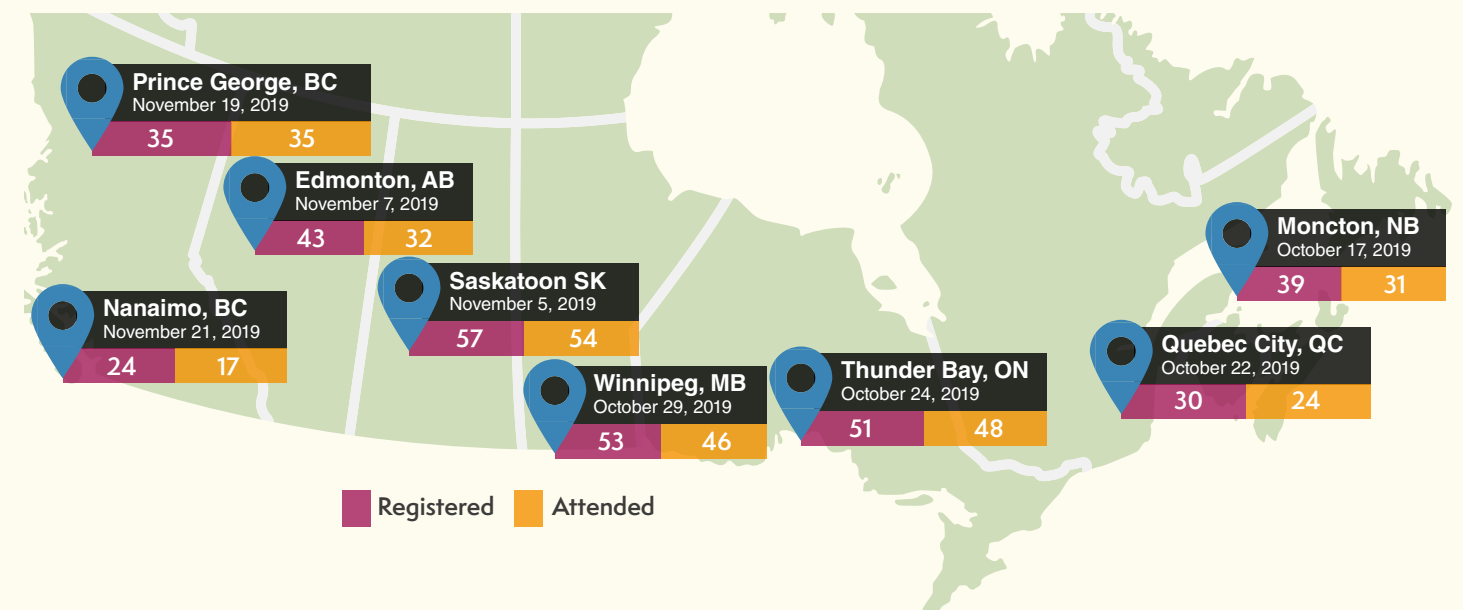 Prince George, BC
November 19, 2019
35 35
Edmonton, AB
November 7, 2019
43 32
Moncton, NB
October 17, 2019
39 31
Saskatoon SK
November 5, 2019
57 54
Nanaimo, BC
November 21, 2019
24 17
Quebec City, QC
October 22, 2019
30 24
Thunder Bay, ON
October 24, 2019
51 48
Winnipeg, MB
October 29, 2019
53 46
Registered Attended